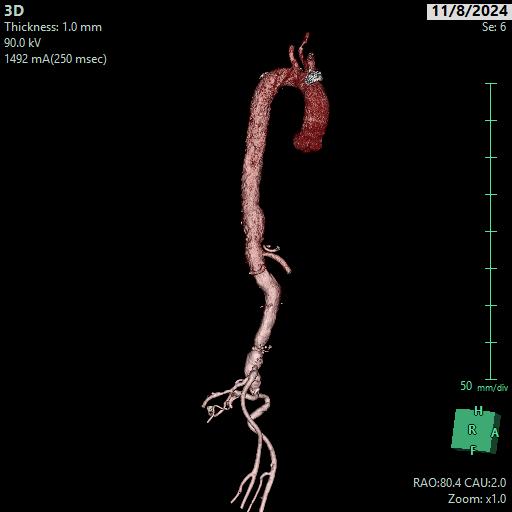 3D
11/8/2024
Thickness: 1.0 mm
Se: 6
90.0 kV
1492 mA(250 msec)
50 mm/div
H
R A
F
RAO:80.4 CAU:2.0
Zoom: x1.0